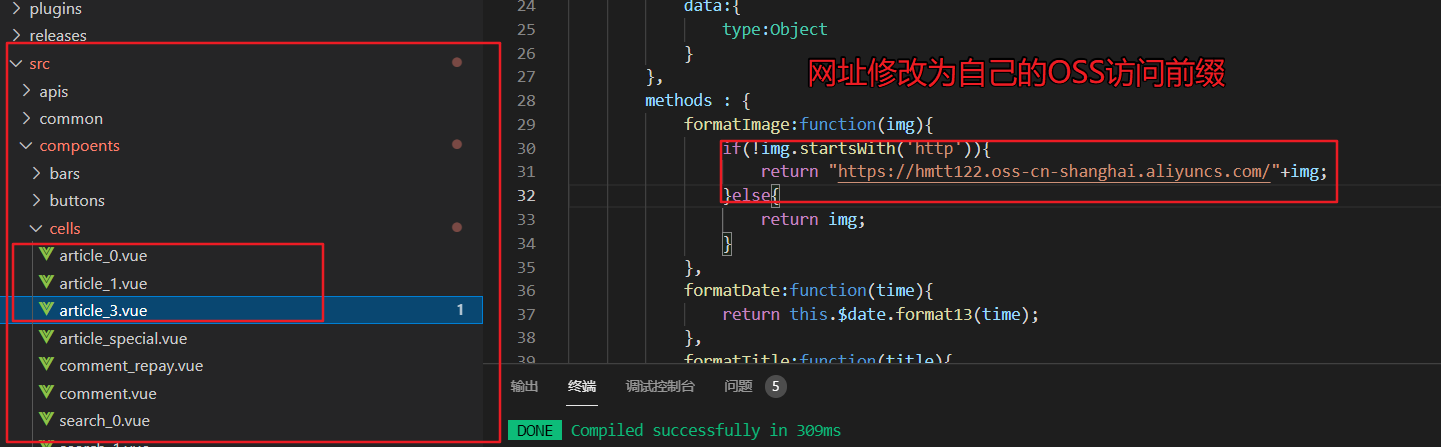 plugins
releases
src
apis
common
compoents
bars
buttons
cells
article_0.vue
article_1.vue
article_3.vue 1
article_special.vue
comment_repay.vue
comment.vue
search_0.vue
search_1.vue
24 data:{
25 type:Object
26 }
27 },
28 methods : {
29 formatImage:function(img){
30 if(!img.startsWith('http')){
31 return "https://hmtt122.oss-cn-shanghai.aliyuncs.com/"+img;
32 }else{
33 return img;
34 }
35 },
36 formatDate:function(time){
37 return this.$date.format13(time);
38 },
39 formatTitle:function(title){
网址修改为自己的OSS访问前缀
输出 终端 调试控制台 问题 5
DONE Compiled successfully in 309ms